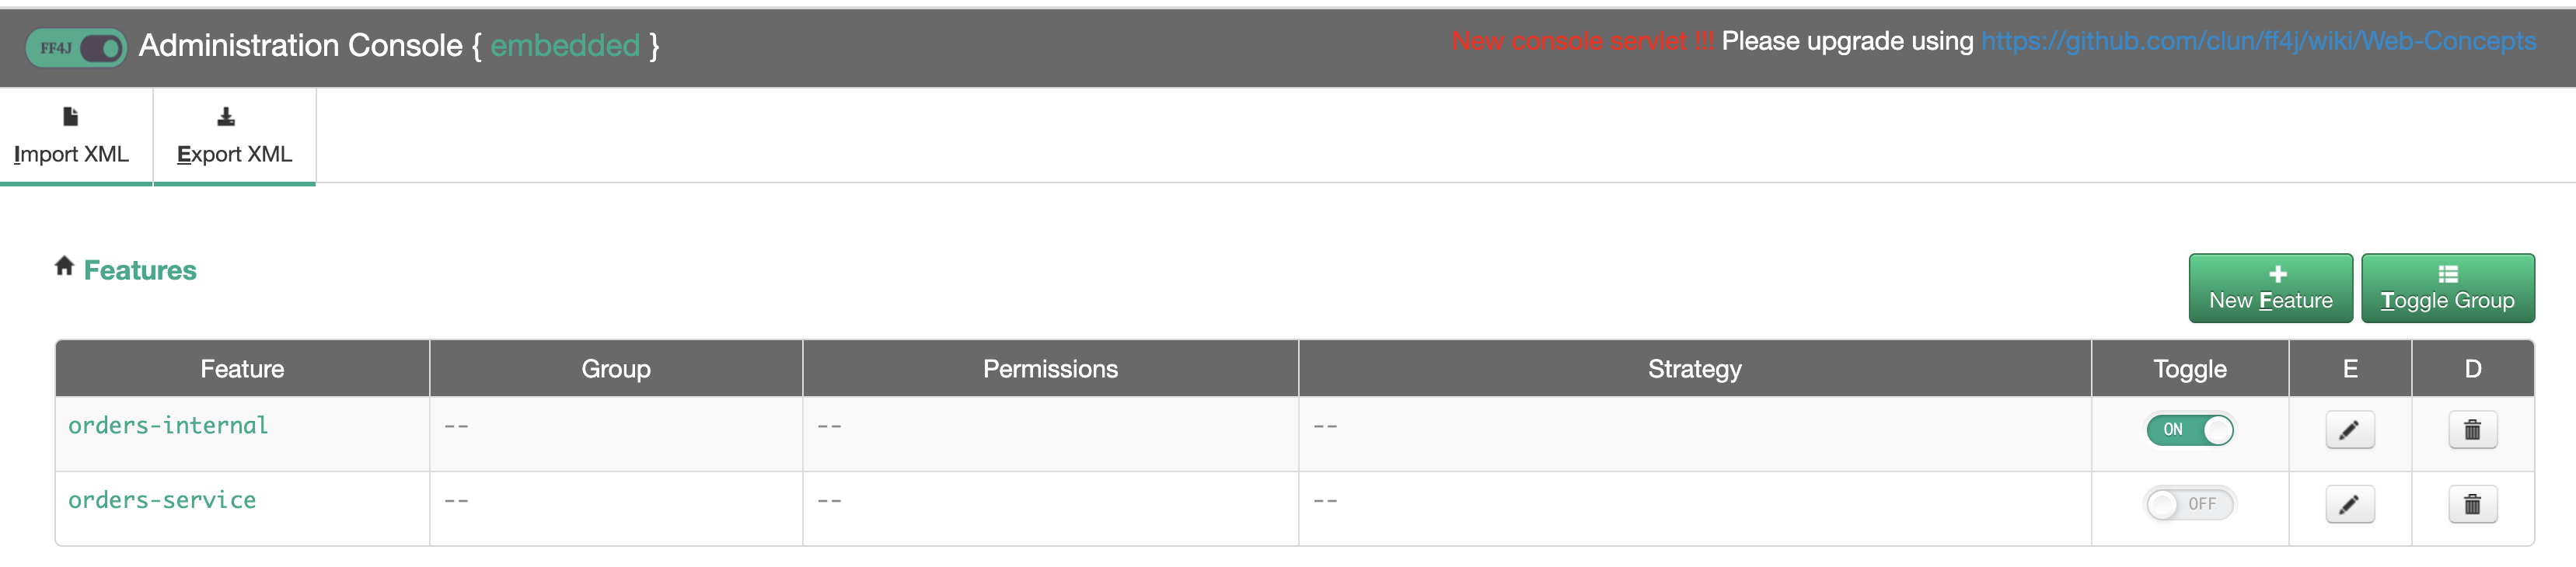 FF4J Administration Console { embedded } New console servlet !!! Please upgrade using https://github.com/clun/ff4j/wiki/Web-Concepts
Import XML Export XML
Features
New Feature Toggle Group
Feature Group Permissions Strategy Toggle E D
orders-internal -- -- -- ON
orders-service -- -- -- OFF